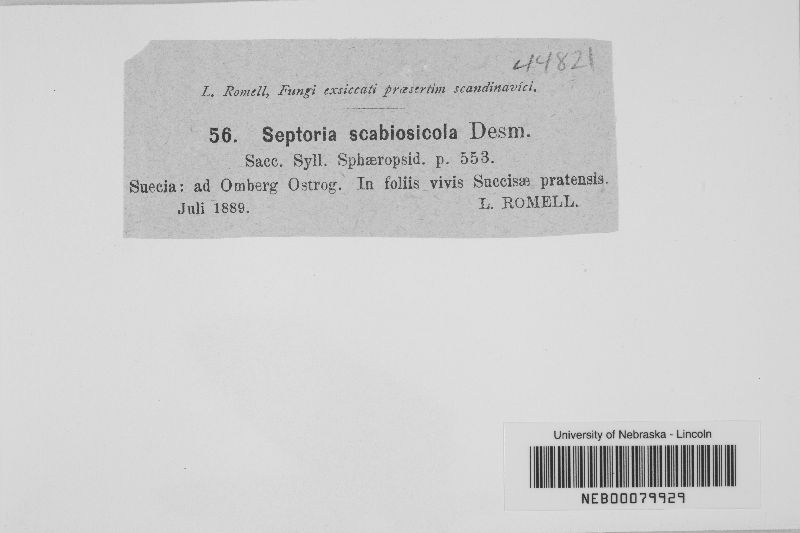 44821
L. Romell, Fungi exsiccati præsertim scandinavici.
56. Septoria scabiosicola Desm.
Sacc. Syll. Sphæropsid. p. 553.
Suecia: ad Omberg Ostrog. In foliis vivis Succisæ pratensis.
Juli 1889. L. ROMELL.
University of Nebraska - Lincoln
NEB00079929